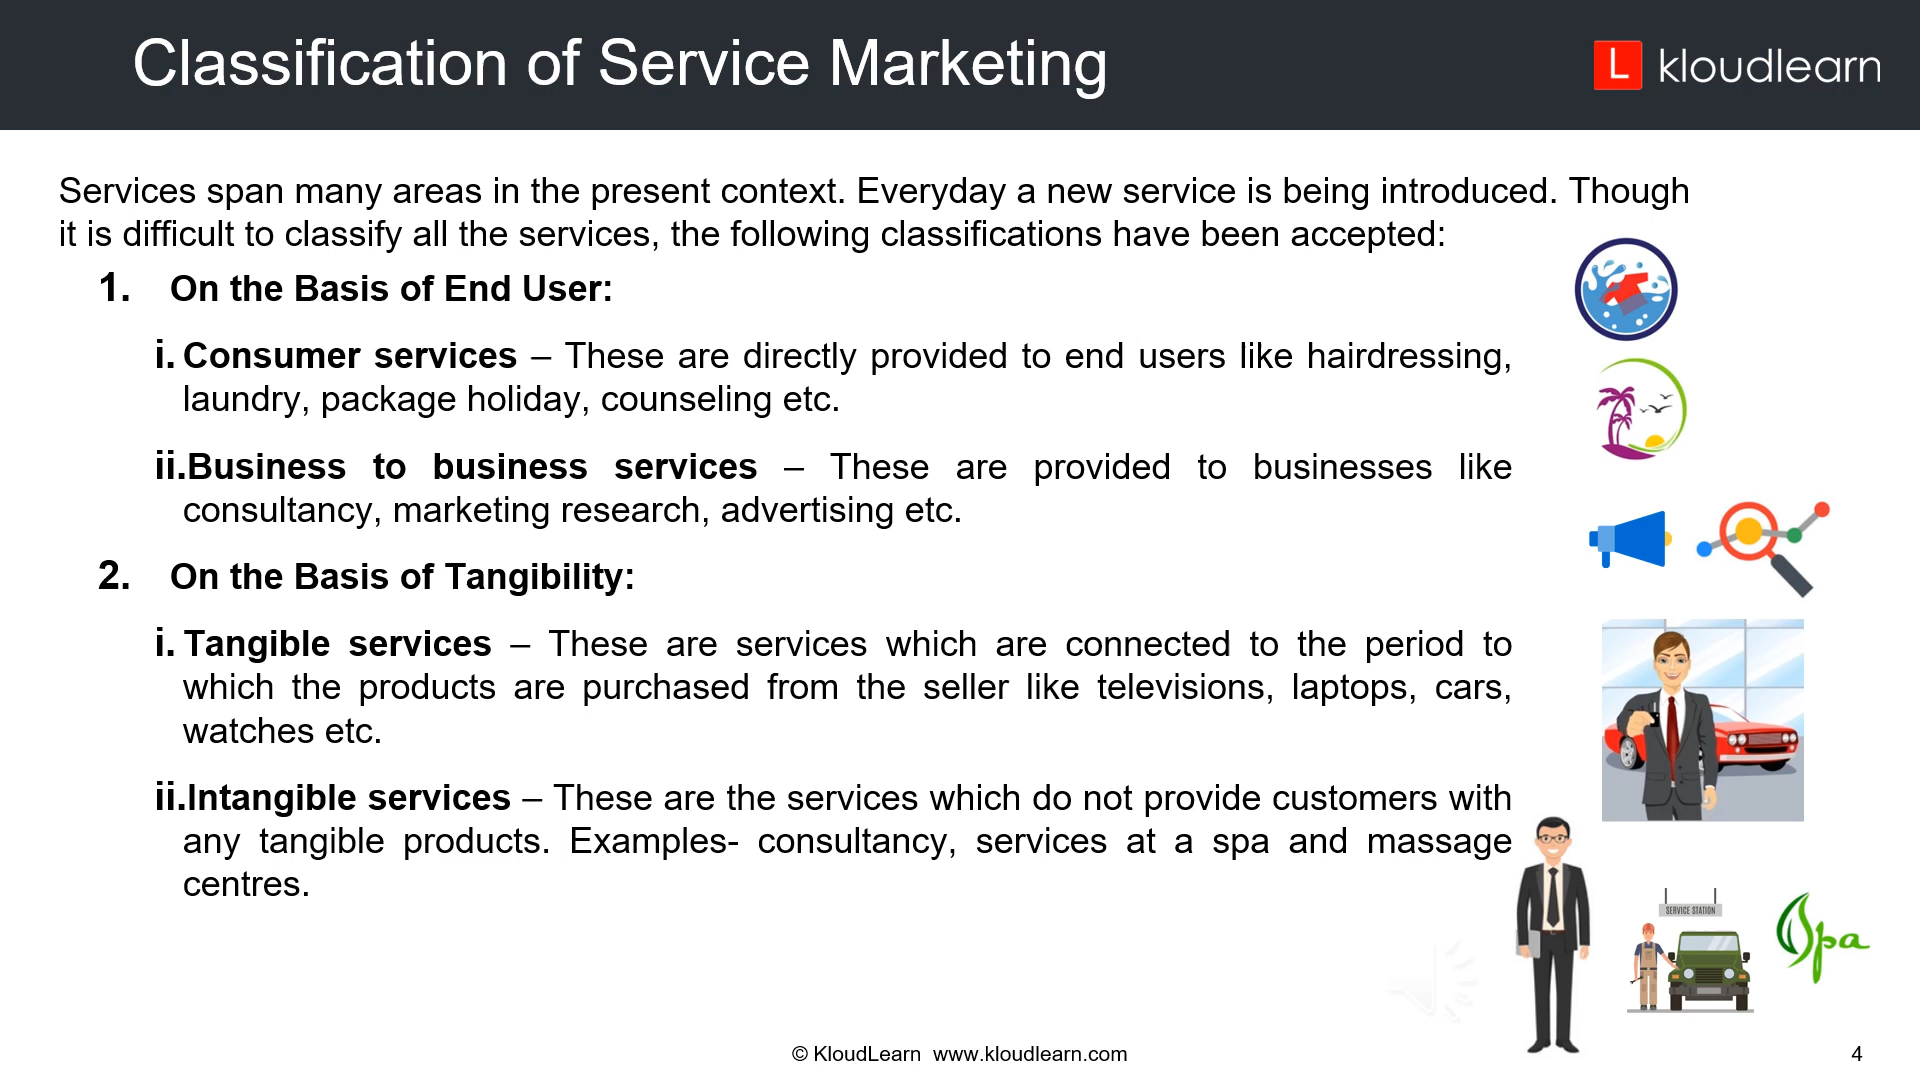 Classification of Service Marketing
L kloudlearn
Services span many areas in the present context. Everyday a new service is being introduced. Though
it is difficult to classify all the services, the following classifications have been accepted:
1. On the Basis of End User:
i. Consumer services – These are directly provided to end users like hairdressing,
laundry, package holiday, counseling etc.
ii.Business to business services – These are provided to businesses like
consultancy, marketing research, advertising etc.
2. On the Basis of Tangibility:
i. Tangible services – These are services which are connected to the period to
which the products are purchased from the seller like televisions, laptops, cars,
watches etc.
ii.Intangible services – These are the services which do not provide customers with
any tangible products. Examples- consultancy, services at a spa and massage
centres.
SERVICE STATION
Spa
© KloudLearn www.kloudlearn.com
4